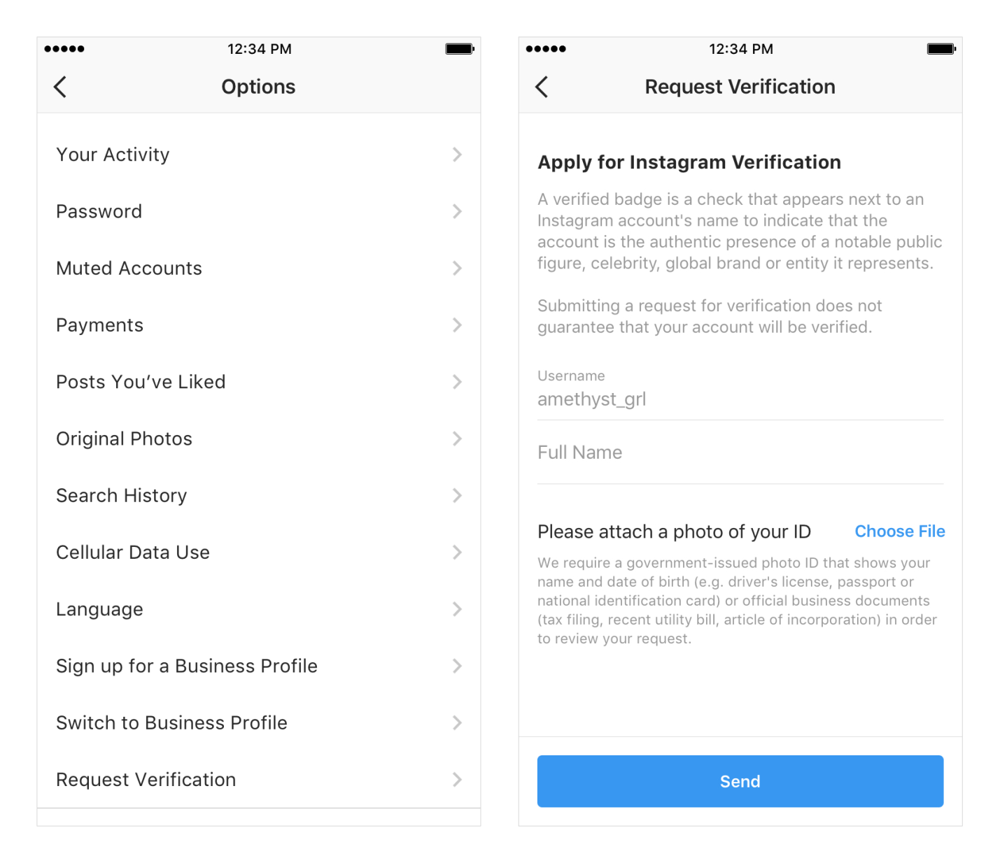 12:34 PM
Options
Your Activity
Password
Muted Accounts
Payments
Posts You’ve Liked
Original Photos
Search History
Cellular Data Use
Language
Sign up for a Business Profile
Switch to Business Profile
Request Verification
12:34 PM
Request Verification
Apply for Instagram Verification
A verified badge is a check that appears next to an
Instagram account's name to indicate that the
account is the authentic presence of a notable public
figure, celebrity, global brand or entity it represents.
Submitting a request for verification does not
guarantee that your account will be verified.
Username
amethyst_grl
Full Name
Please attach a photo of your ID Choose File
We require a government-issued photo ID that shows your
name and date of birth (e.g. driver's license, passport or
national identification card) or official business documents
(tax filing, recent utility bill, article of incorporation) in order
to review your request.
Send